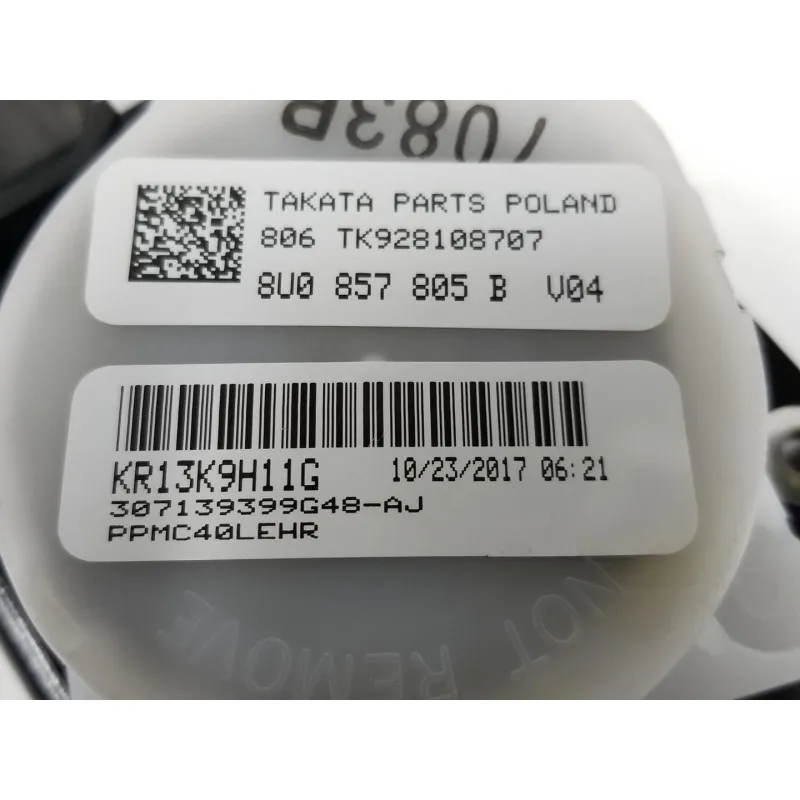 7083P
TAKATA PARTS POLAND
806 TK928108707
8U0 857 805 B V04
KR13K9H11G 10/23/2017 06:21
307139399G48-AJ
PPMC40LEHR
NOT REMOVE